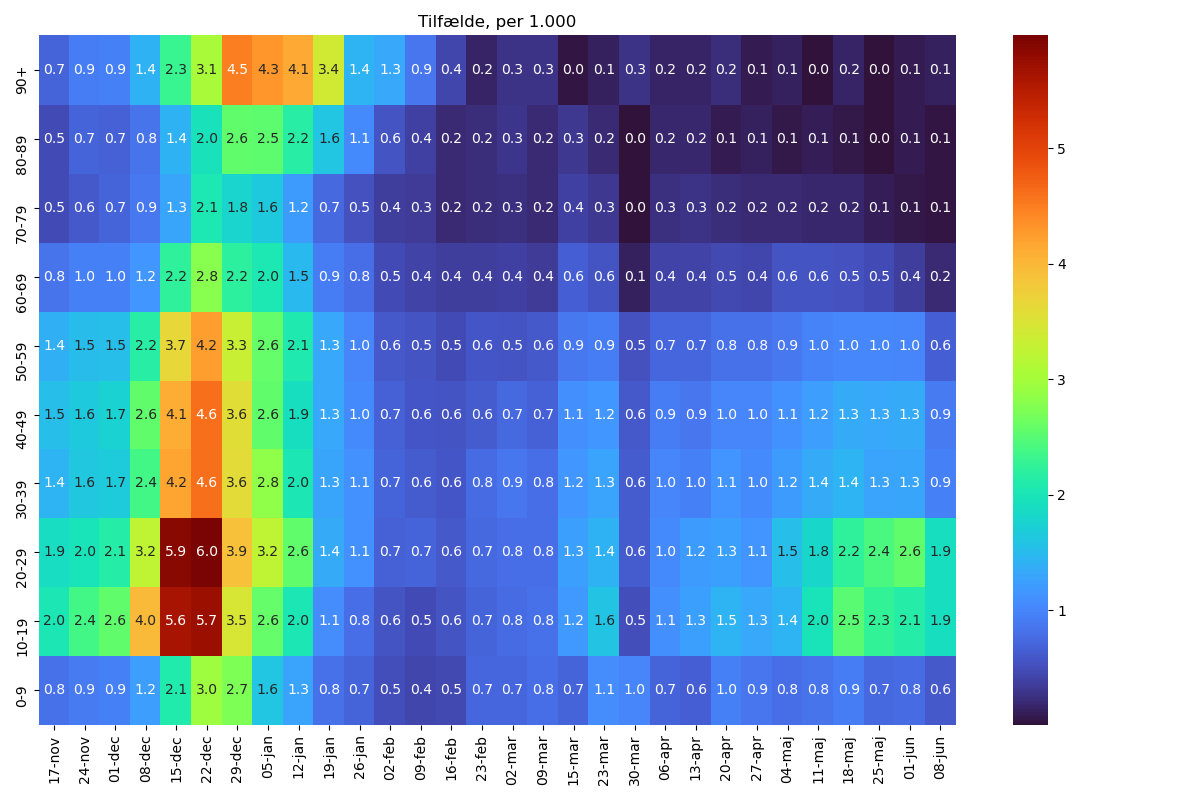 Tilfælde, per 1.000
90+ 0.7 0.9 0.9 1.4 2.3 3.1 4.5 4.3 4.1 3.4 1.4 1.3 0.9 0.4 0.2 0.3 0.3 0.0 0.1 0.3 0.2 0.2 0.2 0.1 0.1 0.0 0.2 0.0 0.1 0.1
80-89 0.5 0.7 0.7 0.8 1.4 2.0 2.6 2.5 2.2 1.6 1.1 0.6 0.4 0.2 0.2 0.3 0.2 0.3 0.2 0.0 0.2 0.2 0.1 0.1 0.1 0.1 0.1 0.0 0.1 0.1
70-79 0.5 0.6 0.7 0.9 1.3 2.1 1.8 1.6 1.2 0.7 0.5 0.4 0.3 0.2 0.2 0.3 0.2 0.4 0.3 0.0 0.3 0.3 0.2 0.2 0.2 0.2 0.2 0.1 0.1 0.1
60-69 0.8 1.0 1.0 1.2 2.2 2.8 2.2 2.0 1.5 0.9 0.8 0.5 0.4 0.4 0.4 0.4 0.4 0.6 0.6 0.1 0.4 0.4 0.5 0.4 0.6 0.6 0.5 0.5 0.4 0.2
50-59 1.4 1.5 1.5 2.2 3.7 4.2 3.3 2.6 2.1 1.3 1.0 0.6 0.5 0.5 0.6 0.5 0.6 0.9 0.9 0.5 0.7 0.7 0.8 0.8 0.9 1.0 1.0 1.0 1.0 0.6
40-49 1.5 1.6 1.7 2.6 4.1 4.6 3.6 2.6 1.9 1.3 1.0 0.7 0.6 0.6 0.6 0.7 0.7 1.1 1.2 0.6 0.9 0.9 1.0 1.0 1.1 1.2 1.3 1.3 1.3 0.9
30-39 1.4 1.6 1.7 2.4 4.2 4.6 3.6 2.8 2.0 1.3 1.1 0.7 0.6 0.6 0.8 0.9 0.8 1.2 1.3 0.6 1.0 1.0 1.1 1.0 1.2 1.4 1.4 1.3 1.3 0.9
20-29 1.9 2.0 2.1 3.2 5.9 6.0 3.9 3.2 2.6 1.4 1.1 0.7 0.7 0.6 0.7 0.8 0.8 1.3 1.4 0.6 1.0 1.2 1.3 1.1 1.5 1.8 2.2 2.4 2.6 1.9
10-19 2.0 2.4 2.6 4.0 5.6 5.7 3.5 2.6 2.0 1.1 0.8 0.6 0.5 0.6 0.7 0.8 0.8 1.2 1.6 0.5 1.1 1.3 1.5 1.3 1.4 2.0 2.5 2.3 2.1 1.9
0-9 0.8 0.9 0.9 1.2 2.1 3.0 2.7 1.6 1.3 0.8 0.7 0.5 0.4 0.5 0.7 0.7 0.8 0.7 1.1 1.0 0.7 0.6 1.0 0.9 0.8 0.8 0.9 0.7 0.8 0.6
17-nov 24-nov 01-dec 08-dec 15-dec 22-dec 29-dec 05-jan 12-jan 19-jan 26-jan 02-feb 09-feb 16-feb 23-feb 02-mar 09-mar 15-mar 23-mar 30-mar 06-apr 13-apr 20-apr 27-apr 04-maj 11-maj 18-maj 25-maj 01-jun 08-jun
5
4
3
2
1